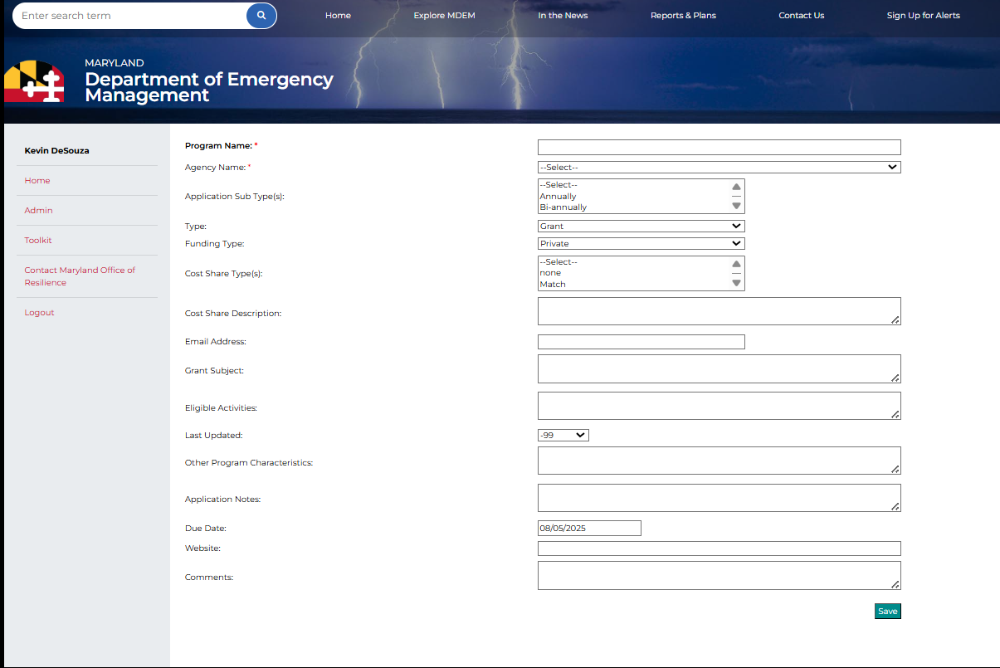 Enter search term
Home
Explore MDEM
In the News
Reports & Plans
Contact Us
Sign Up for Alerts
MARYLAND
Department of Emergency
Management
Kevin DeSouza
Home
Admin
Toolkit
Contact Maryland Office of
Resilience
Logout
Program Name: *
Agency Name: *
--Select--
Application Sub Type(s):
--Select--
Annually
Bi-annually
Type:
Grant
Funding Type:
Private
Cost Share Type(s):
--Select--
none
Match
Cost Share Description:
Email Address:
Grant Subject:
Eligible Activities:
Last Updated:
-99
Other Program Characteristics:
Application Notes:
Due Date:
08/05/2025
Website:
Comments:
Save